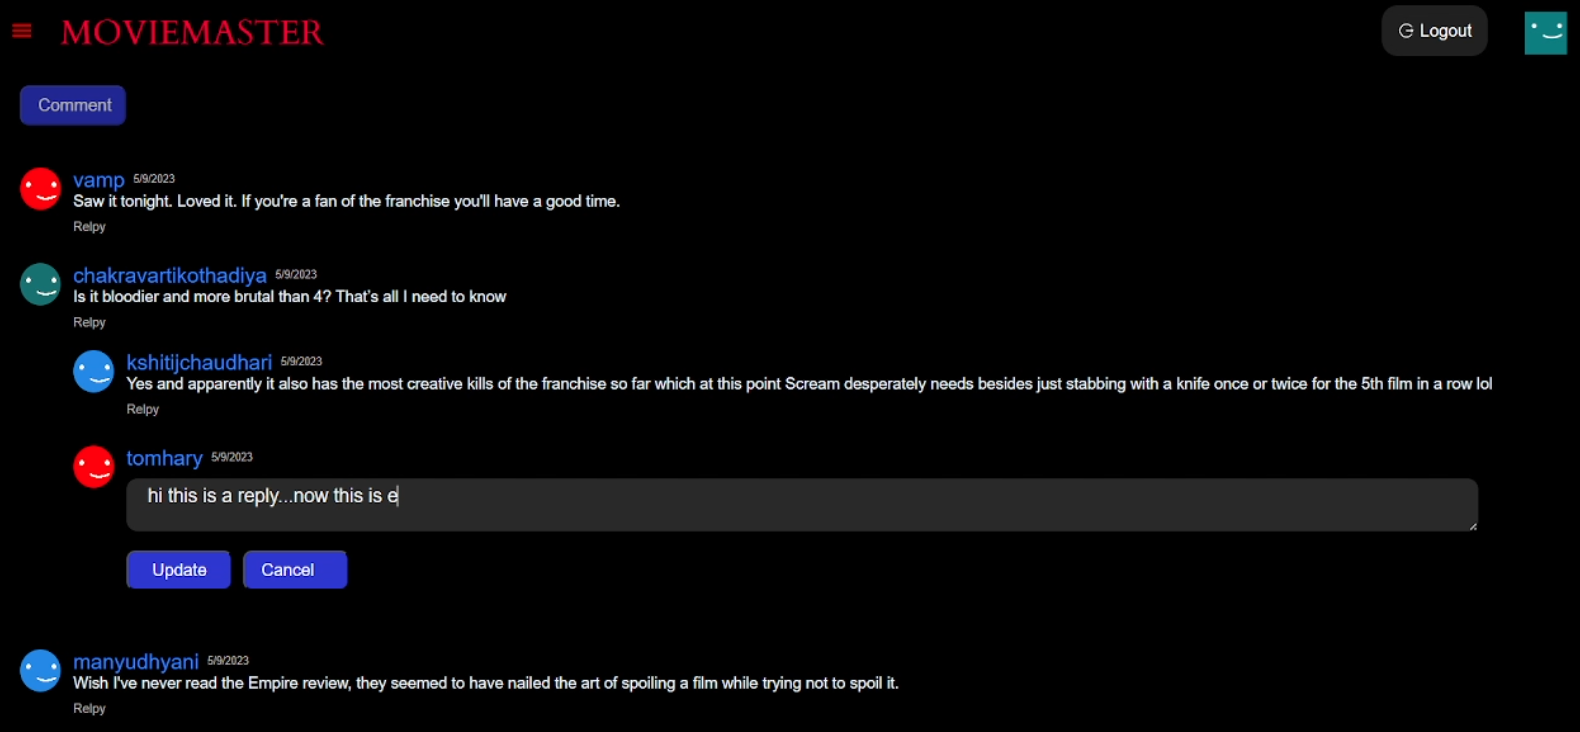 MOVIEMASTER
Logout
Comment
vamp 5/9/2023
Saw it tonight. Loved it. If you're a fan of the franchise you'll have a good time.
Relpy
chakravartikothadiya 5/9/2023
Is it bloodier and more brutal than 4? That's all I need to know
Relpy
kshitijchaudhari 5/9/2023
Yes and apparently it also has the most creative kills of the franchise so far which at this point Scream desperately needs besides just stabbing with a knife once or twice for the 5th film in a row lol
Relpy
tomhary 5/9/2023
hi this is a reply...now this is e
Update Cancel
manyudhyani 5/9/2023
Wish I've never read the Empire review, they seemed to have nailed the art of spoiling a film while trying not to spoil it.
Relpy